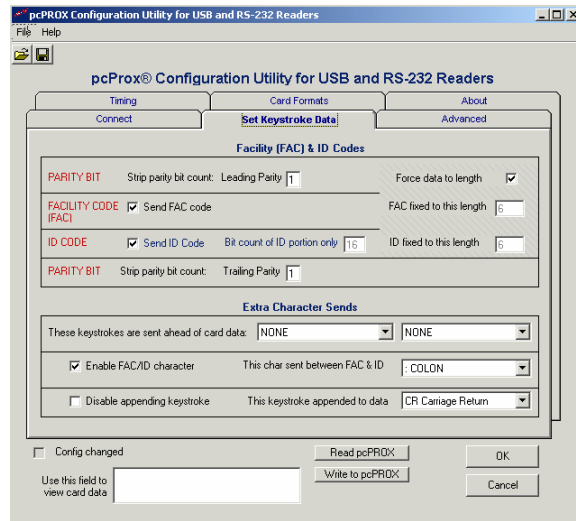 pcPROX Configuration Utility for USB and RS-232 Readers
File Help
pcProx® Configuration Utility for USB and RS-232 Readers
Timing Card Formats About
Connect Set Keystroke Data Advanced
Facility (FAC) & ID Codes
PARITY BIT Strip parity bit count: Leading Parity 1 Force data to length
FACILITY CODE (FAC) Send FAC code FAC fixed to this length 6
ID CODE Send ID Code Bit count of ID portion only 16 ID fixed to this length 6
PARITY BIT Strip parity bit count: Trailing Parity 1
Extra Character Sends
These keystrokes are sent ahead of card data: NONE NONE
Enable FAC/ID character This char sent between FAC & ID : COLON
Disable appending keystroke This keystroke appended to data CR Carriage Return
Config changed Read pcPROX OK
Use this field to Write to pcPROX
view card data Cancel